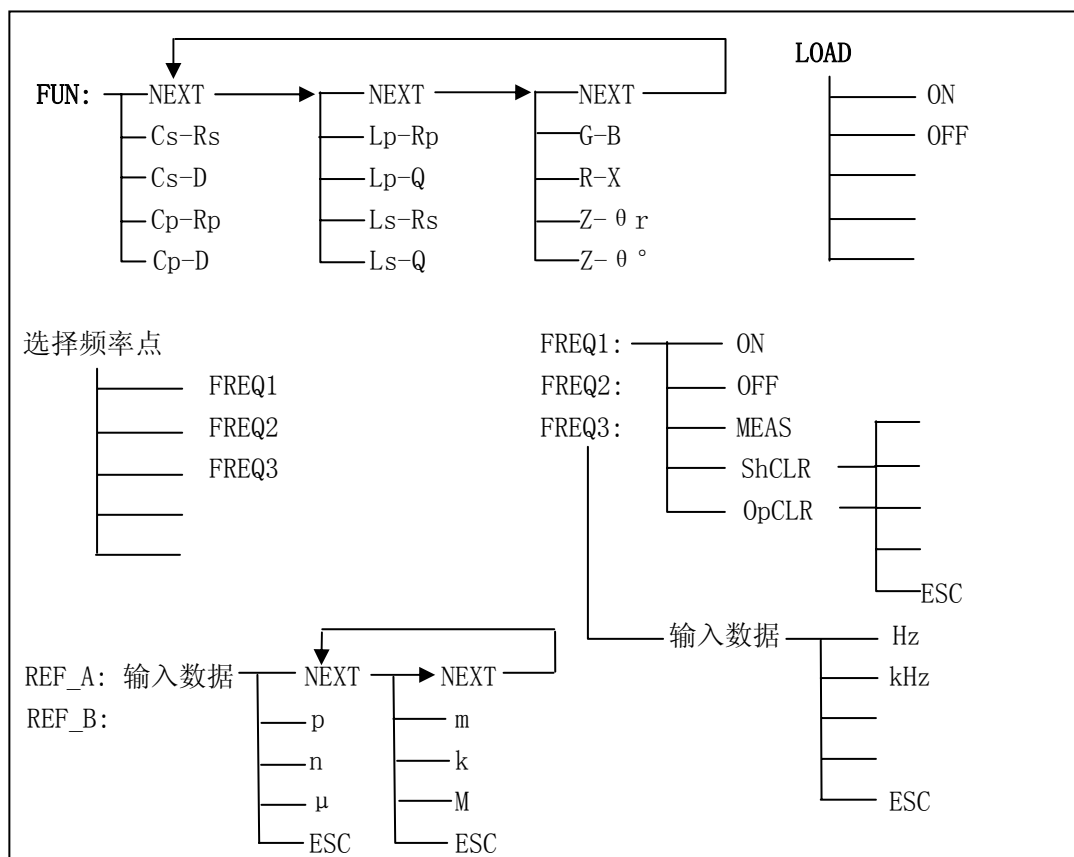 LOAD
FUN: NEXT NEXT NEXT ON
Cs-Rs Lp-Rp G-B OFF
Cs-D Lp-Q R-X
Cp-Rp Ls-Rs Z-θr
Cp-D Ls-Q Z-θ°
选择频率点
FREQ1
FREQ2
FREQ3
FREQ1: ON
FREQ2: OFF
FREQ3: MEAS
ShCLR
OpCLR
ESC
输入数据 Hz
kHz
ESC
REF_A: 输入数据 NEXT NEXT
REF_B: p m
n k
μ M
ESC ESC